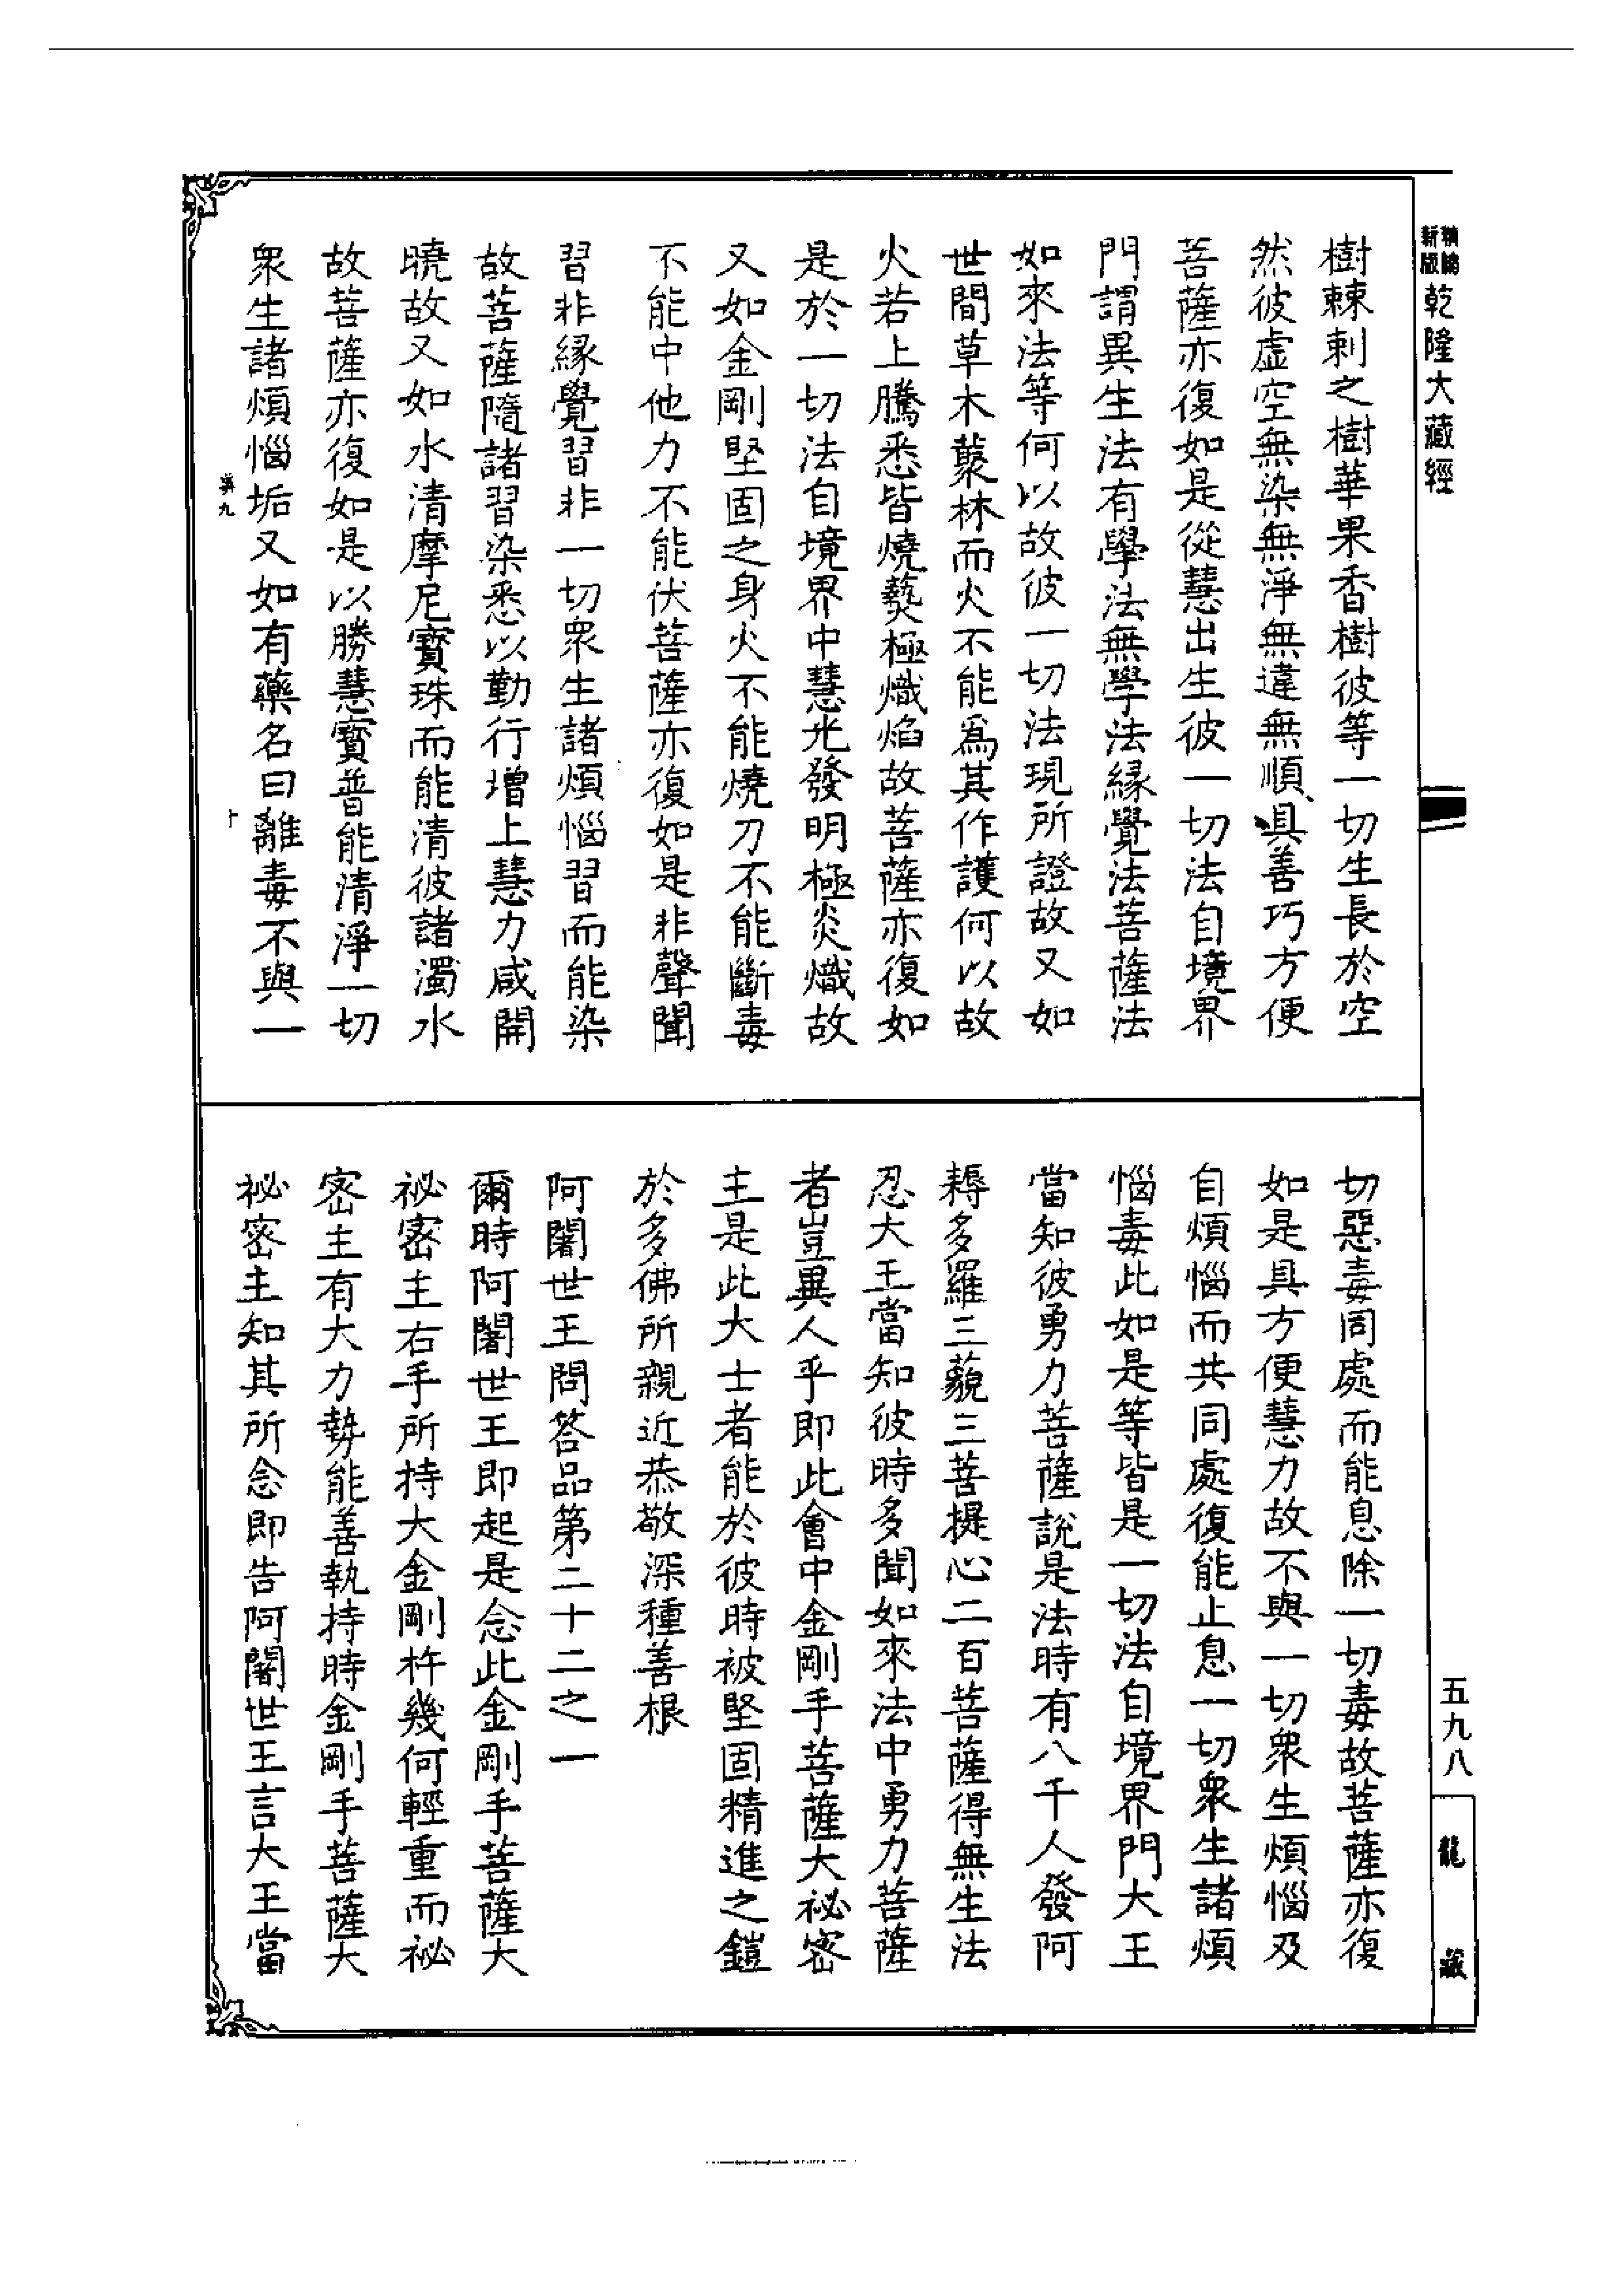 新版
乾隆大藏經
樹棘刺之樹華果香樹彼等一切生長於空
然彼虛空無染無淨無違無順具善巧方便
菩薩亦復如是從慧出生彼一切法自境界
門謂異生法有學法無學法緣覺法菩薩法
如來法等何以故彼一切法現所證故又如
世間草木藂林而火不能爲其作護何以故
火若上騰悉皆燒爇極熾焰故菩薩亦復如
是於一切法自境界中慧光發明極炎熾故
又如金剛堅固之身火不能燒刀不能斷毒
不能中他力不能伏菩薩亦復如是非聲聞
習非緣覺習非一切衆生諸煩惱習而能染
故菩薩隨諸習染悉以勤行增上慧力咸開
曉故又如水清摩尼寶珠而能清彼諸濁水
故菩薩亦復如是以勝慧寶普能清淨一切
衆生諸煩惱垢又如有藥名曰離毒不與一
切惡毒同處而能息除一切毒故菩薩亦復
如是具方便慧力故不與一切衆生煩惱及
自煩惱而共同處復能止息一切衆生諸煩
惱毒此如是等皆是一切法自境界門大王
當知彼勇力菩薩說是法時有八千人發阿
耨多羅三藐三菩提心二百菩薩得無生法
忍大王當知彼時多聞如來法中勇力菩薩
者豈異人乎即此會中金剛手菩薩大祕密
主是此大士者能於彼時被堅固精進之鎧
於多佛所親近恭敬深種善根
阿闍世王問答品第二十二之一
爾時阿闍世王即起是念此金剛手菩薩大
祕密主右手所持大金剛杵幾何輕重而祕
密主有大力勢能善執持時金剛手菩薩大
祕密主知其所念即告阿闍世王言大王當
十
五九八
龍藏